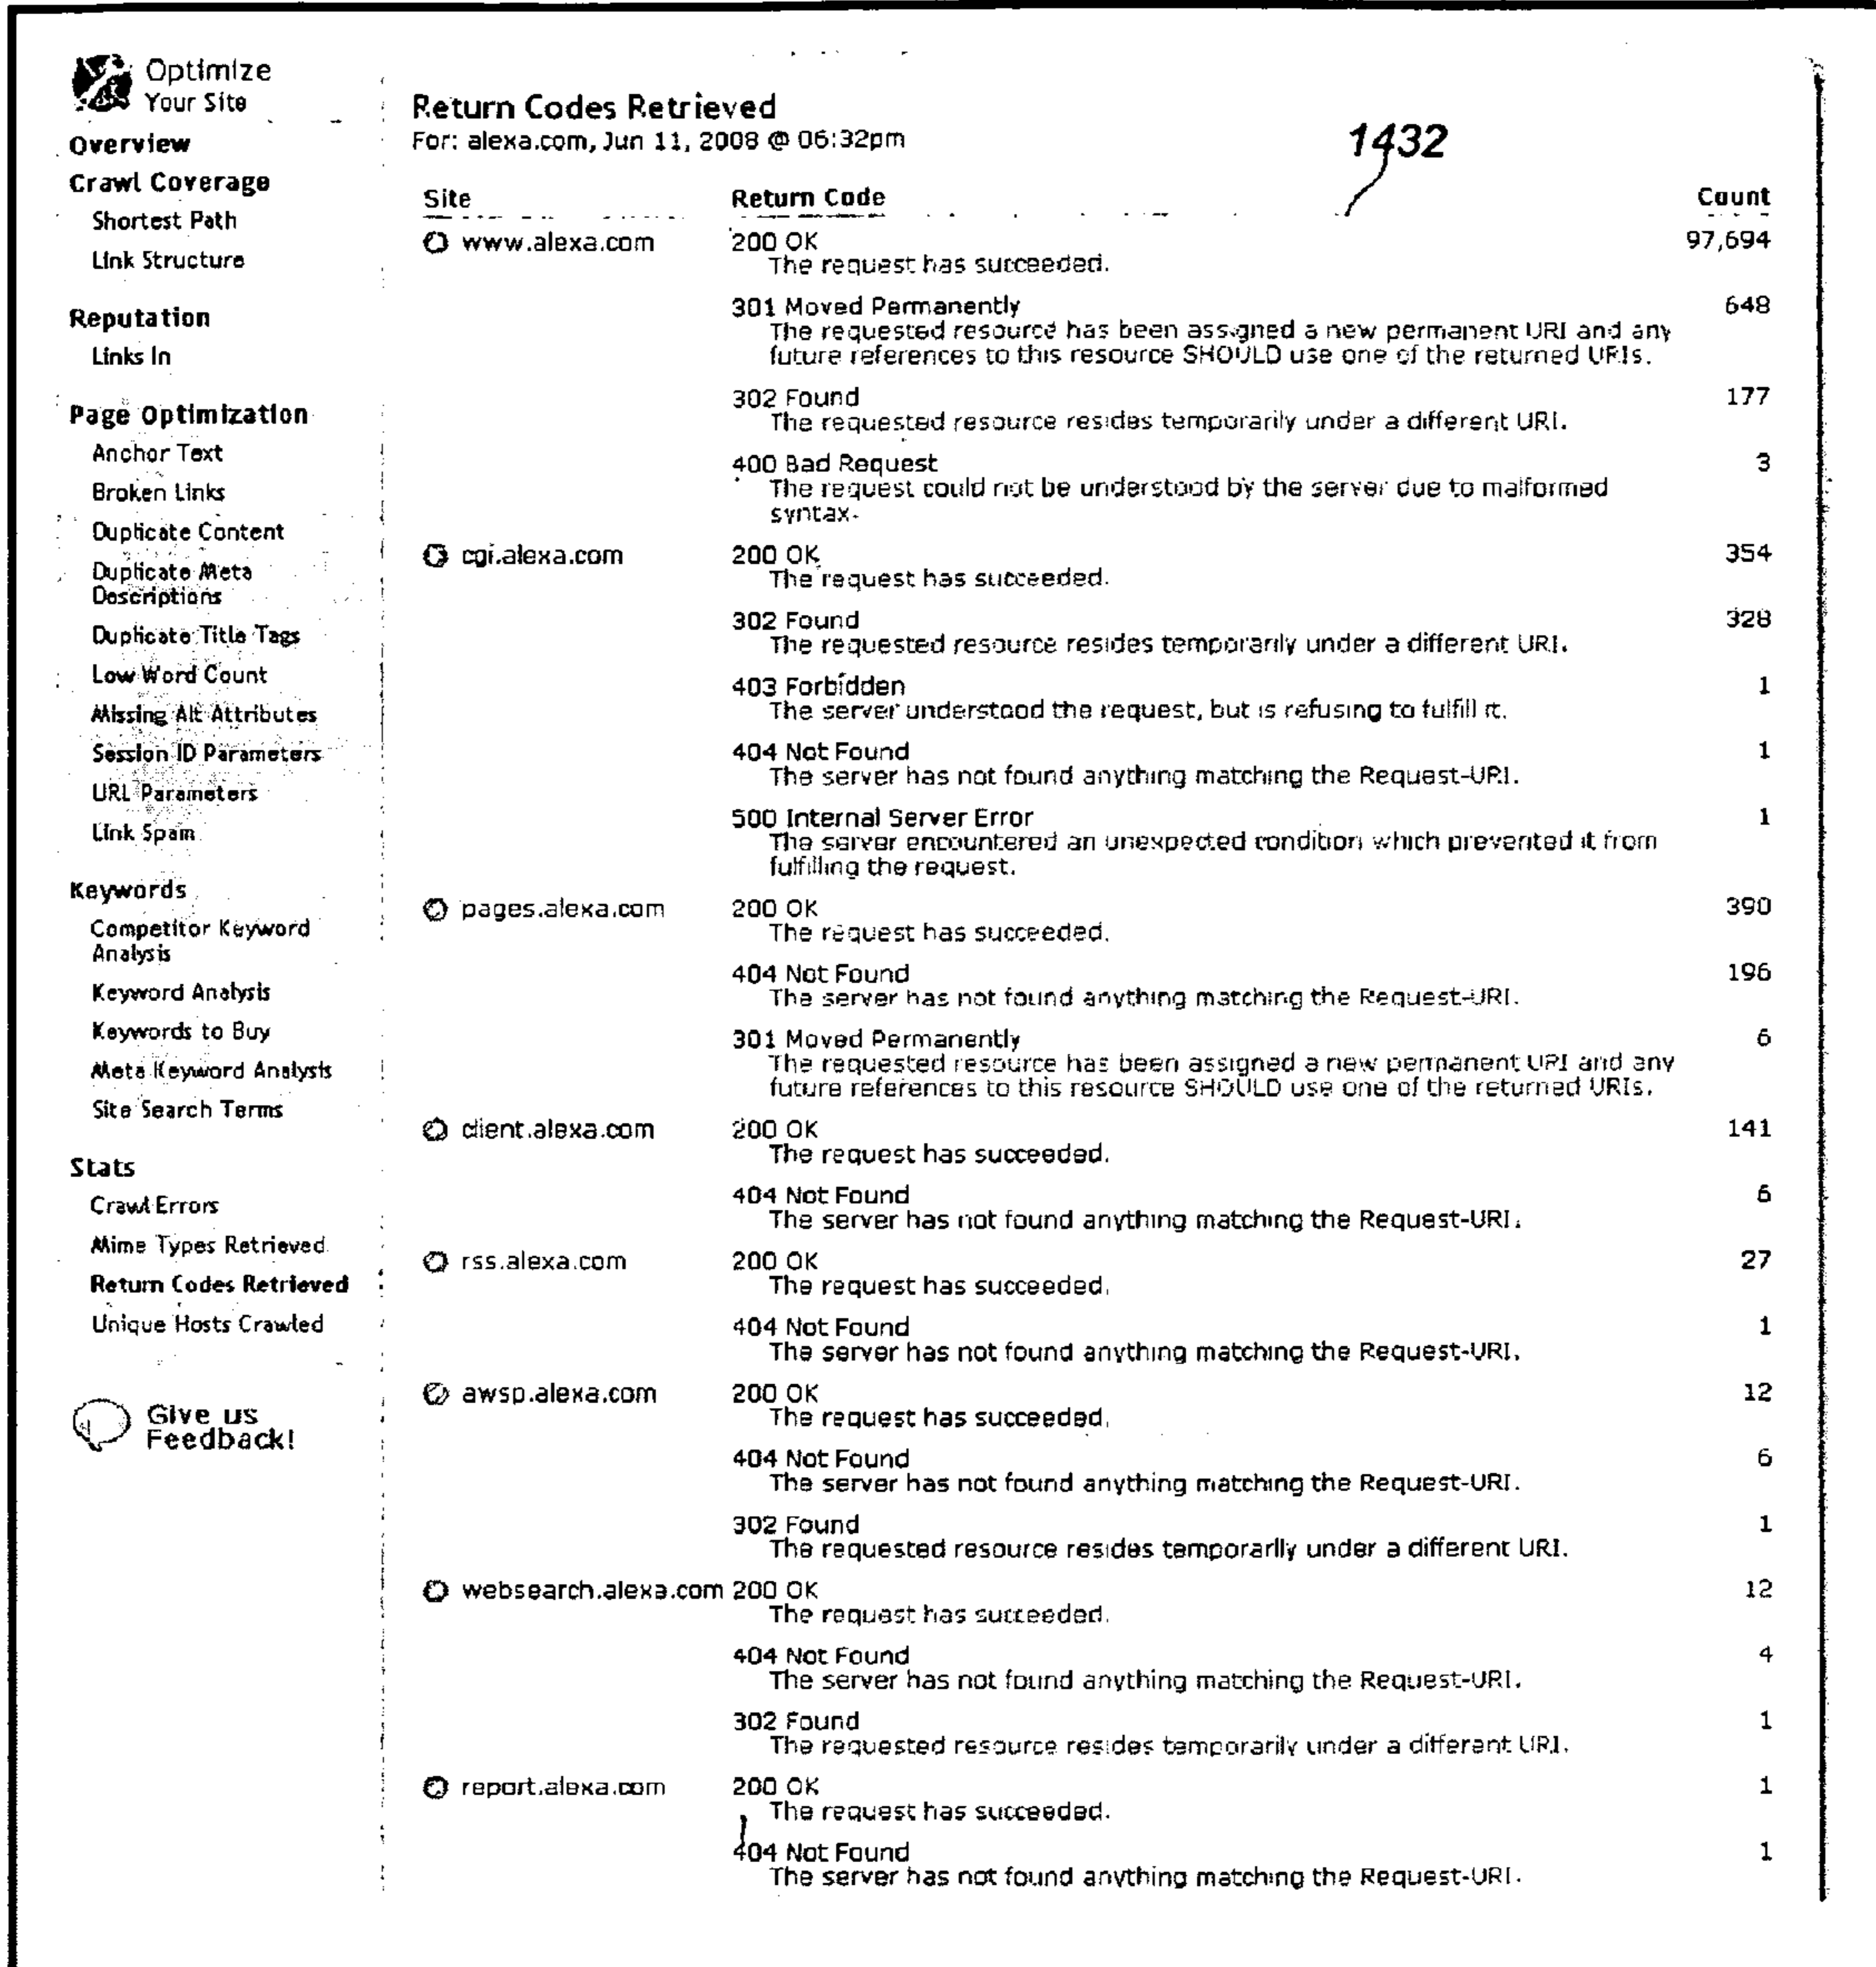 Optimize
Your Site
Overview
Crawl Coverage
Shortest Path
Link Structure
Reputation
Links In
Page Optimization
Anchor Text
Broken Links
Duplicate Content
Duplicate Meta
Descriptions
Duplicate Title Tags
Low Word Count
Missing Alt Attributes
Session ID Parameters
URL Parameters
Link Spam
Keywords
Competitor Keyword
Analysis
Keyword Analysis
Keywords to Buy
Meta Keyword Analysis
Site Search Terms
Stats
Crawl Errors
Mime Types Retrieved
Return Codes Retrieved
Unique Hosts Crawled
Give us
Feedback!
Return Codes Retrieved
For: alexa.com, Jun 11, 2008 @ 06:32pm
1432
Site Return Code Count
www.alexa.com 200 OK 97,694
The request has succeeded.
301 Moved Permanently 648
The requested resource has been assigned a new permanent URI and any
future references to this resource SHOULD use one of the returned URIs.
302 Found 177
The requested resource resides temporarily under a different URI.
400 Bad Request 3
The request could not be understood by the server due to malformed
syntax.
cgi.alexa.com 200 OK 354
The request has succeeded.
302 Found 328
The requested resource resides temporarily under a different URI.
403 Forbidden 1
The server understood the request, but is refusing to fulfill it.
404 Not Found 1
The server has not found anything matching the Request-URI.
500 Internal Server Error 1
The server encountered an unexpected condition which prevented it from
fulfilling the request.
pages.alexa.com 200 OK 390
The request has succeeded.
404 Not Found 196
The server has not found anything matching the Request-URI.
301 Moved Permanently 6
The requested resource has been assigned a new permanent URI and any
future references to this resource SHOULD use one of the returned URIs.
client.alexa.com 200 OK 141
The request has succeeded.
404 Not Found 6
The server has not found anything matching the Request-URI.
rss.alexa.com 200 OK 27
The request has succeeded.
404 Not Found 1
The server has not found anything matching the Request-URI.
awsp.alexa.com 200 OK 12
The request has succeeded.
404 Not Found 6
The server has not found anything matching the Request-URI.
302 Found 1
The requested resource resides temporarily under a different URI.
websearch.alexa.com 200 OK 12
The request has succeeded.
404 Not Found 4
The server has not found anything matching the Request-URI.
302 Found 1
The requested resource resides temporarily under a different URI.
report.alexa.com 200 OK 1
The request has succeeded.
404 Not Found 1
The server has not found anything matching the Request-URI.